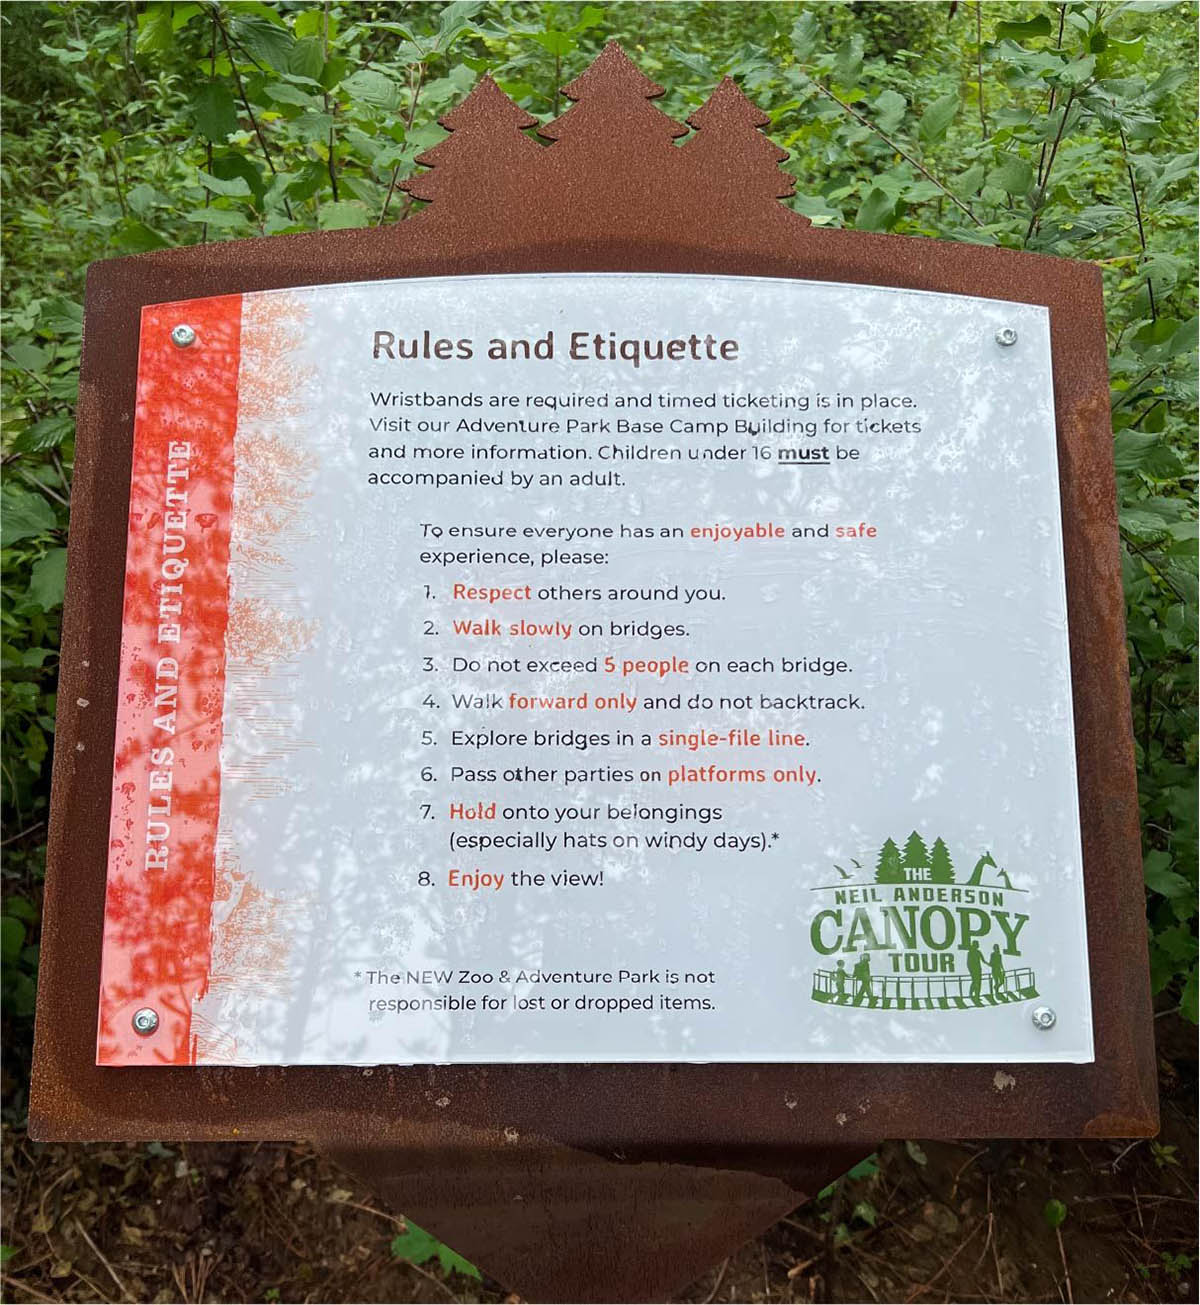 Rules and Etiquette
Wristbands are required and timed ticketing is in place.
Visit our Adventure Park Base Camp Building for tickets
and more information. Children under 16 must be
accompanied by an adult.
To ensure everyone has an enjoyable and safe
experience, please:
1. Respect others around you.
2. Walk slowly on bridges.
3. Do not exceed 5 people on each bridge.
4. Walk forward only and do not backtrack.
5. Explore bridges in a single-file line.
6. Pass other parties on platforms only.
7. Hold onto your belongings
(especially hats on windy days).*
8. Enjoy the view!
* The NEW Zoo & Adventure Park is not
responsible for lost or dropped items.
RULES AND ETIQUETTE
THE
NEIL ANDERSON
CANOPY
TOUR